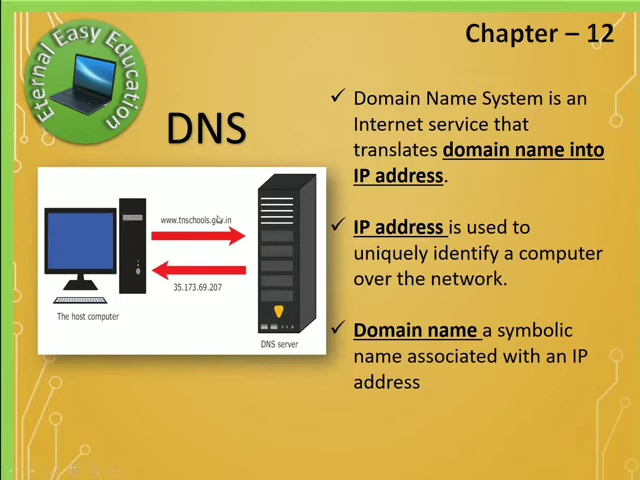 Eternal Easy Education
Chapter – 12
DNS
✓ Domain Name System is an
Internet service that
translates domain name into
IP address.
✓ IP address is used to
uniquely identify a computer
over the network.
✓ Domain name a symbolic
name associated with an IP
address
www.tnschools.gov.in
35.173.69.207
The host computer
DNS server